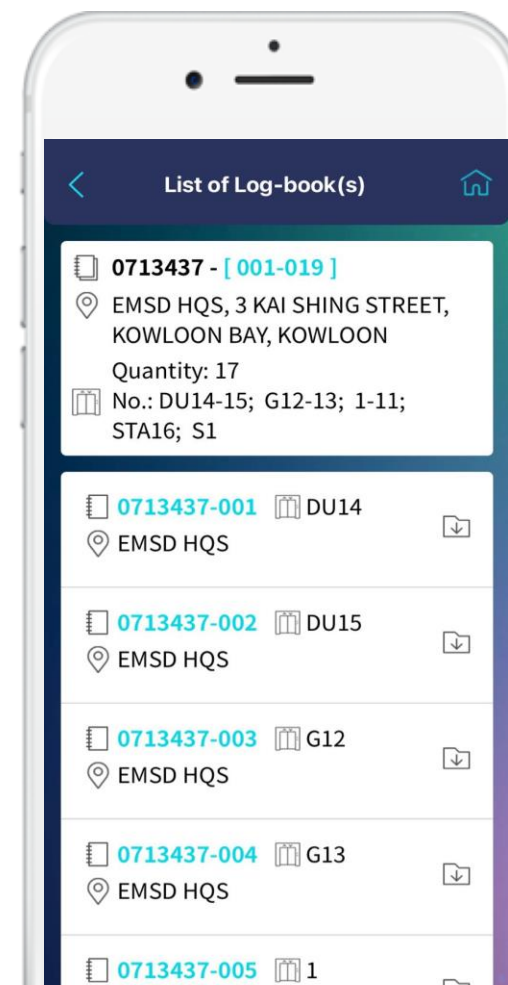 List of Log-book(s)
0713437 - [ 001-019 ]
EMSD HQS, 3 KAI SHING STREET,
KOWLOON BAY, KOWLOON
Quantity: 17
No.: DU14-15; G12-13; 1-11;
STA16; S1
0713437-001 DU14
EMSD HQS
0713437-002 DU15
EMSD HQS
0713437-003 G12
EMSD HQS
0713437-004 G13
EMSD HQS
0713437-005 1